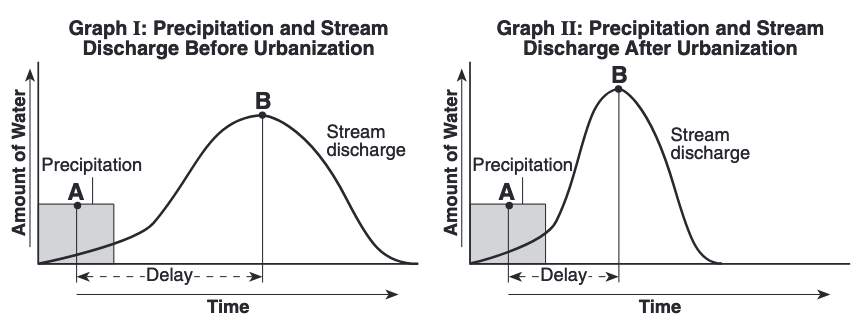 Graph I: Precipitation and Stream
Discharge Before Urbanization
Amount of Water
B
Stream
discharge
Precipitation
A
Delay
Time
Graph II: Precipitation and Stream
Discharge After Urbanization
Amount of Water
B
Stream
discharge
Precipitation
A
Delay
Time